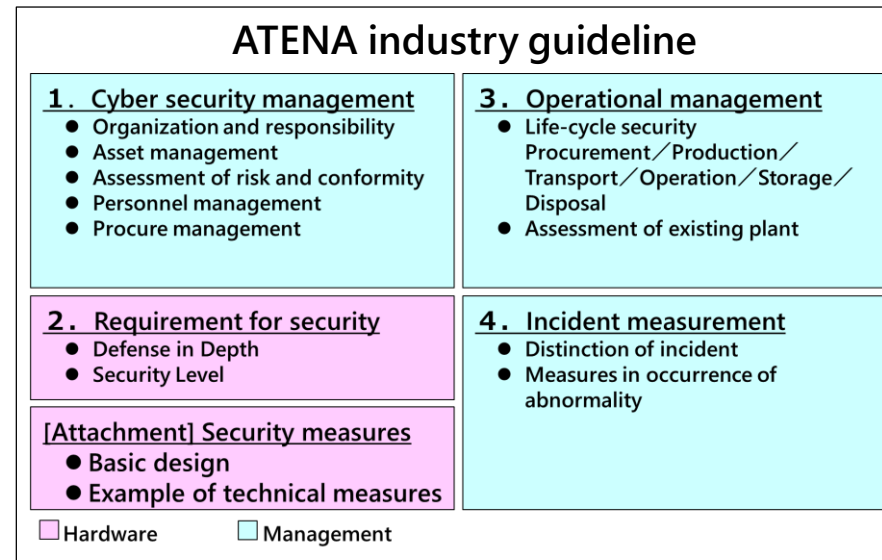 ATENA industry guideline
1． Cyber security management
● Organization and responsibility
● Asset management
● Assessment of risk and conformity
● Personnel management
● Procure management
2．Requirement for security
● Defense in Depth
● Security Level
[Attachment] Security measures
● Basic design
● Example of technical measures
3．Operational management
● Life-cycle security
Procurement／Production／
Transport／Operation／Storage／
Disposal
● Assessment of existing plant
4．Incident measurement
● Distinction of incident
● Measures in occurrence of
abnormality
Hardware
Management